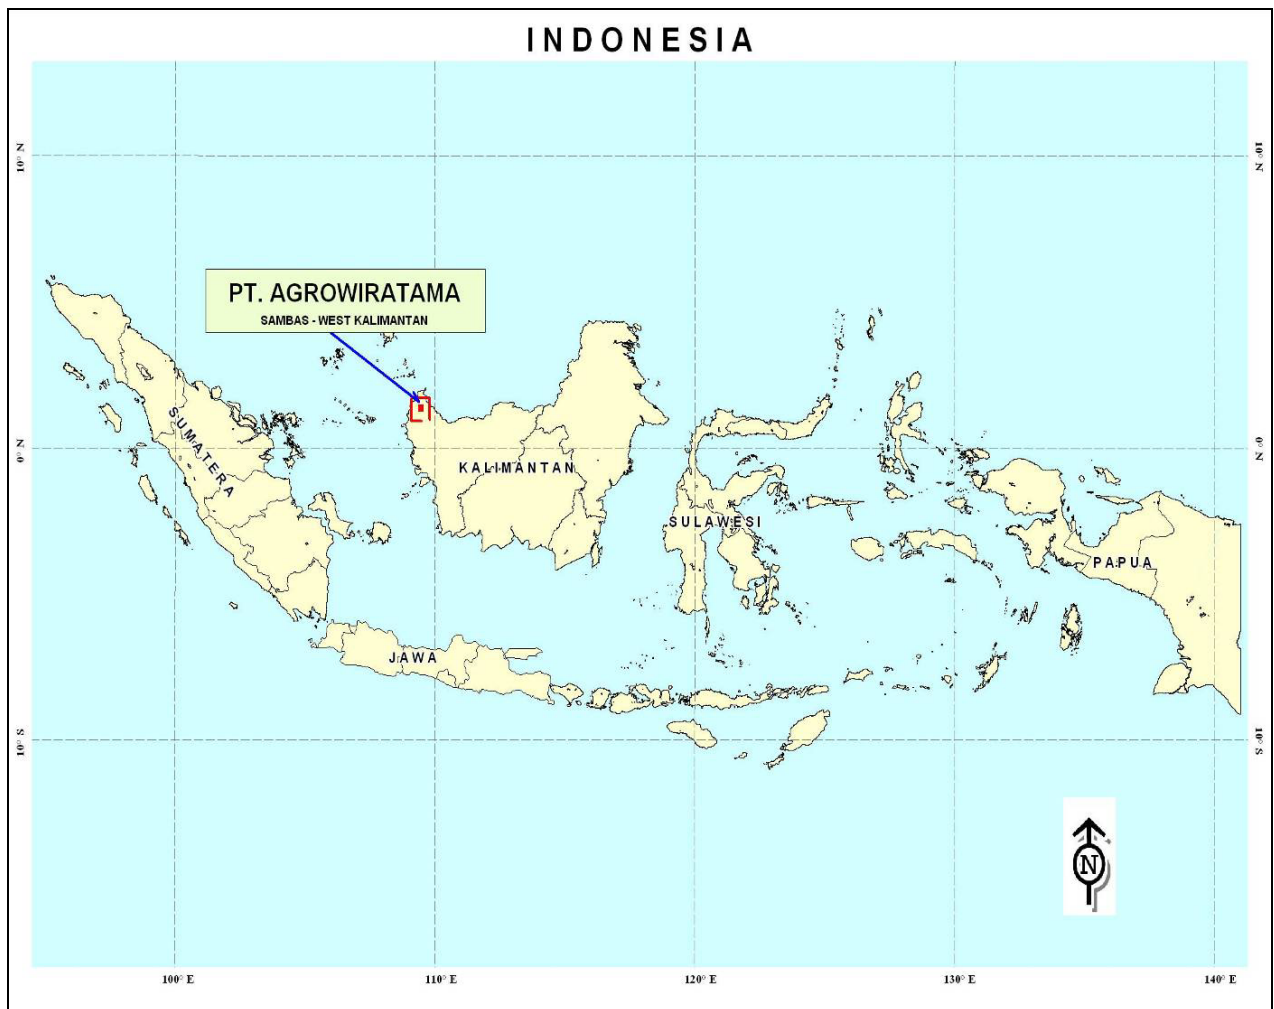 INDONESIA
10° N
10° N
PT. AGROWIRATAMA
SAMBAS - WEST KALIMANTAN
SUMATERA
KALIMANTAN
0° N
0° N
SULAWESI
PAPUA
JAWA
10° S
10° S
N
100° E
110° E
120° E
130° E
140° E